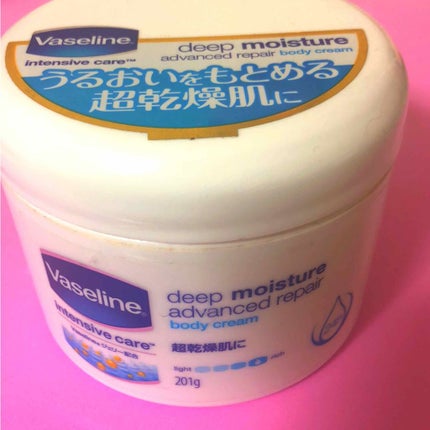 Vaseline
intensive care™
deep moisture
advanced repair
body cream
うるおいをもとめる
超乾燥肌に
Vaseline
intensive care™
deep moisture
advanced repair
body cream
超乾燥肌に
light
rich
201g